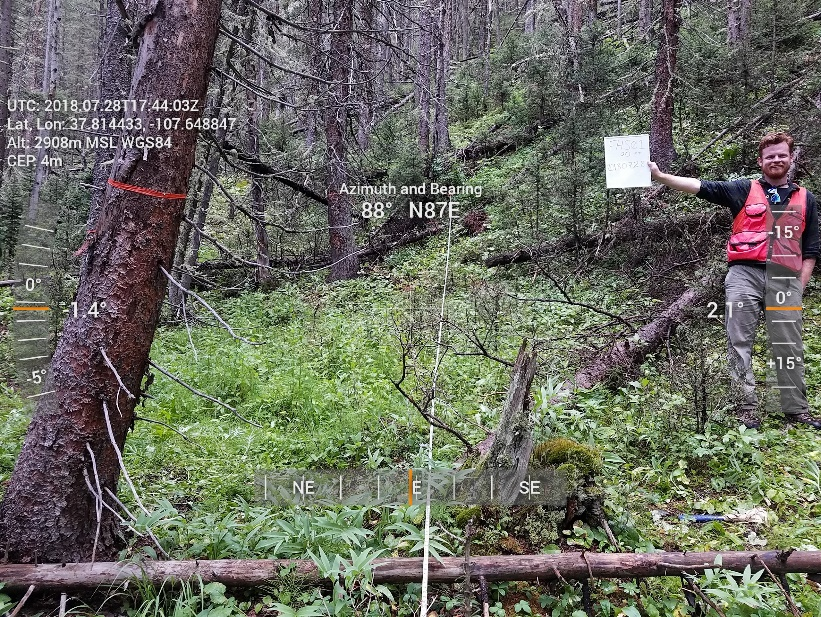 UTC: 2018.07.28T17:44:03Z
Lat, Lon: 37.814433, -107.648847
Alt: 2908m MSL WGS84
CEP 4m
Azimuth and Bearing
88° N87E
-15°
0°
0°
-1.4°
2.1°
+15°
-5°
NE
E
SE